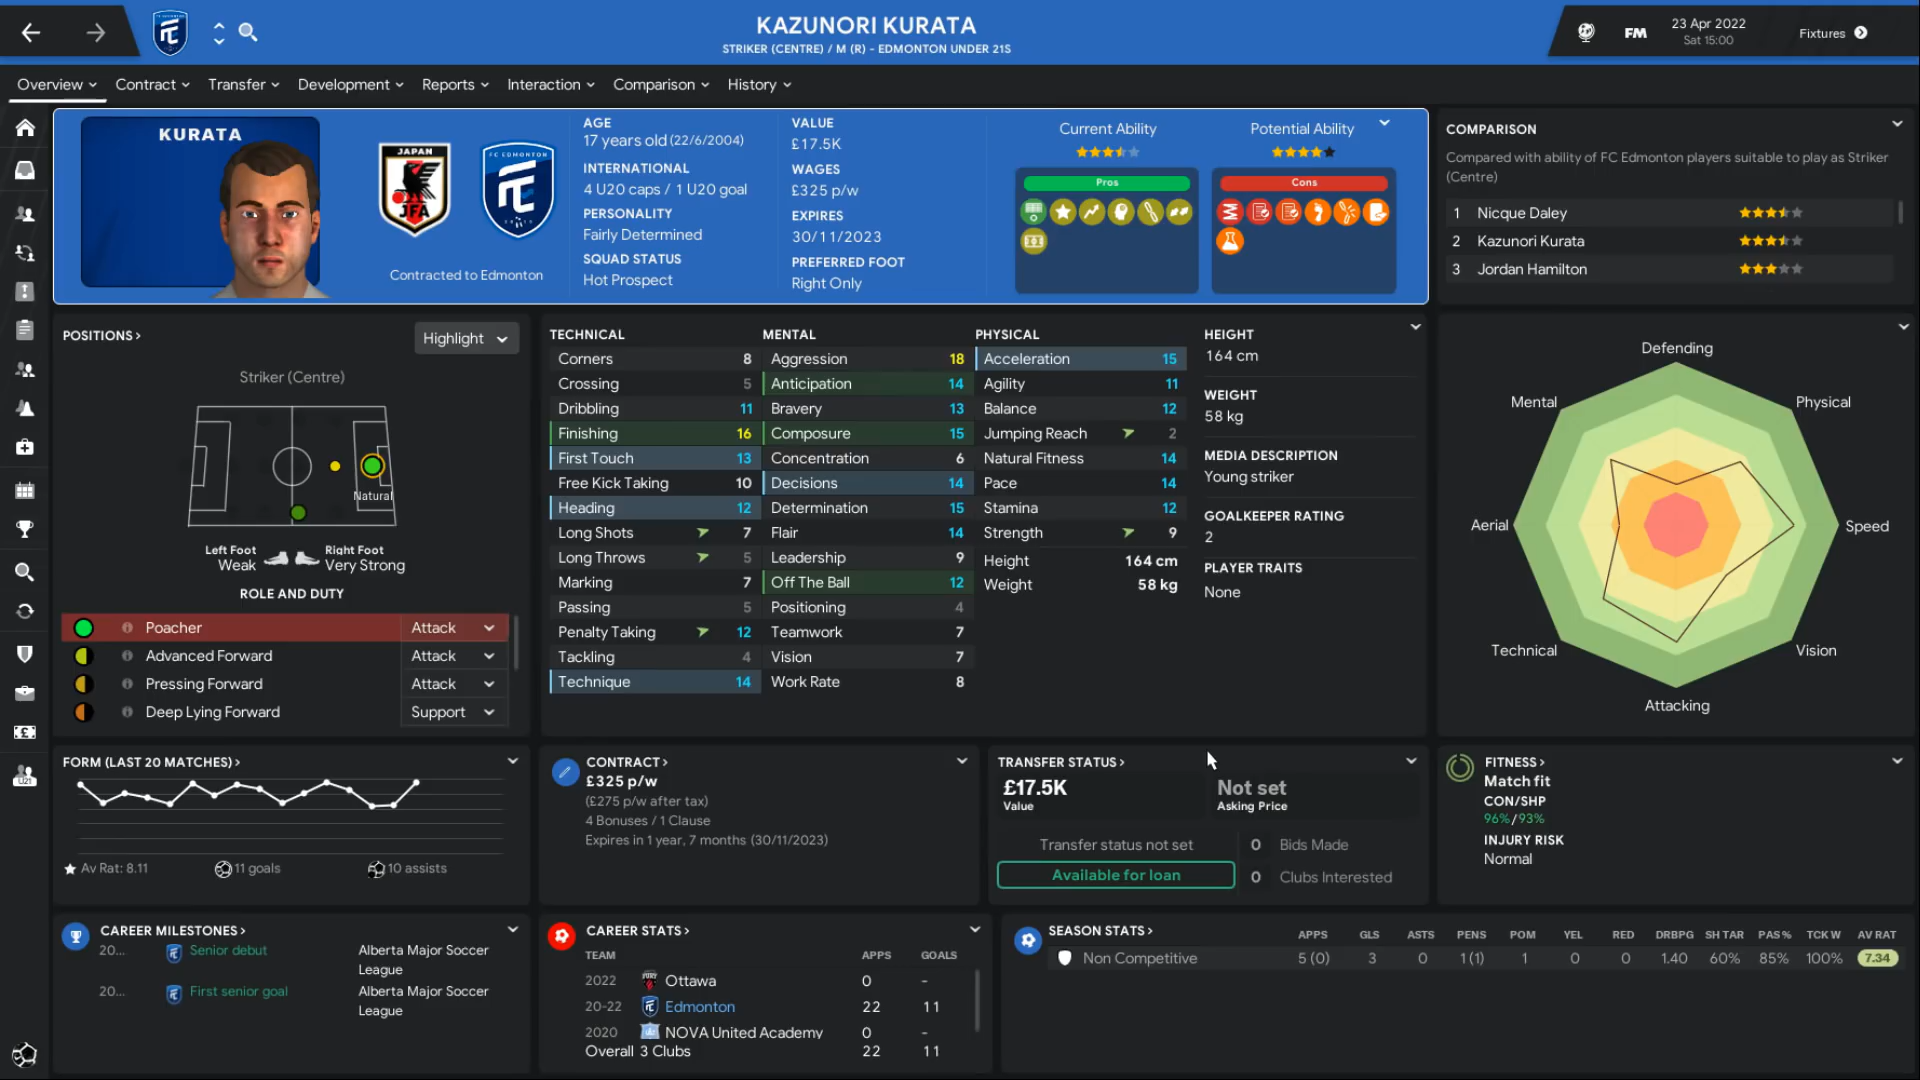 KAZUNORI KURATA
STRIKER (CENTRE) / M (R) - EDMONTON UNDER 21S
FM
23 Apr 2022
Sat 15:00
Fixtures
Overview
Contract
Transfer
Development
Reports
Interaction
Comparison
History
KURATA
JAPAN
JFA
FC EDMONTON
Contracted to Edmonton
AGE
17 years old (22/6/2004)
INTERNATIONAL
4 U20 caps / 1 U20 goal
PERSONALITY
Fairly Determined
SQUAD STATUS
Hot Prospect
VALUE
£17.5K
WAGES
£325 p/w
EXPIRES
30/11/2023
PREFERRED FOOT
Right Only
Current Ability
Pros
Potential Ability
Cons
COMPARISON
Compared with ability of FC Edmonton players suitable to play as Striker
(Centre)
1 Nicque Daley
2 Kazunori Kurata
3 Jordan Hamilton
POSITIONS>
Highlight
Striker (Centre)
Natural
Left Foot
Weak
Right Foot
Very Strong
ROLE AND DUTY
Poacher Attack
Advanced Forward Attack
Pressing Forward Attack
Deep Lying Forward Support
TECHNICAL
Corners 8
Crossing 5
Dribbling 11
Finishing 16
First Touch 13
Free Kick Taking 10
Heading 12
Long Shots 7
Long Throws 5
Marking 7
Passing 5
Penalty Taking 12
Tackling 4
Technique 14
MENTAL
Aggression 18
Anticipation 14
Bravery 13
Composure 15
Concentration 6
Decisions 14
Determination 15
Flair 14
Leadership 9
Off The Ball 12
Positioning 4
Teamwork 7
Vision 7
Work Rate 8
PHYSICAL
Acceleration 15
Agility 11
Balance 12
Jumping Reach 2
Natural Fitness 14
Pace 14
Stamina 12
Strength 9
Height 164 cm
Weight 58 kg
HEIGHT
164 cm
WEIGHT
58 kg
MEDIA DESCRIPTION
Young striker
GOALKEEPER RATING
2
PLAYER TRAITS
None
Defending
Physical
Speed
Vision
Attacking
Technical
Aerial
Mental
FORM (LAST 20 MATCHES)>
Av Rat: 8.11
11 goals
10 assists
CONTRACT>
£325 p/w
(£275 p/w after tax)
4 Bonuses / 1 Clause
Expires in 1 year, 7 months (30/11/2023)
TRANSFER STATUS>
£17.5K
Value
Not set
Asking Price
Transfer status not set
Available for loan
0 Bids Made
0 Clubs Interested
FITNESS>
Match fit
CON/SHP
96%/93%
INJURY RISK
Normal
CAREER MILESTONES>
20... Senior debut Alberta Major Soccer
League
20... First senior goal Alberta Major Soccer
League
CAREER STATS>
TEAM APPS GOALS
2022 Ottawa 0 -
20-22 Edmonton 22 11
2020 NOVA United Academy 0 -
Overall 3 Clubs 22 11
SEASON STATS>
APPS GLS ASTS PENS POM YEL RED DRBPG SH TAR PAS% TCK W AV RAT
Non Competitive 5 (0) 3 0 1 (1) 1 0 0 1.40 60% 85% 100% 7.34